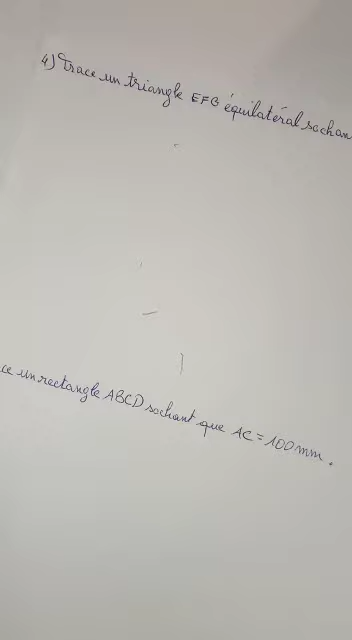 4) Trace un triangle EFG équilatéral sachan
ce un rectangle ABCD sachant que AC = 100 mm.